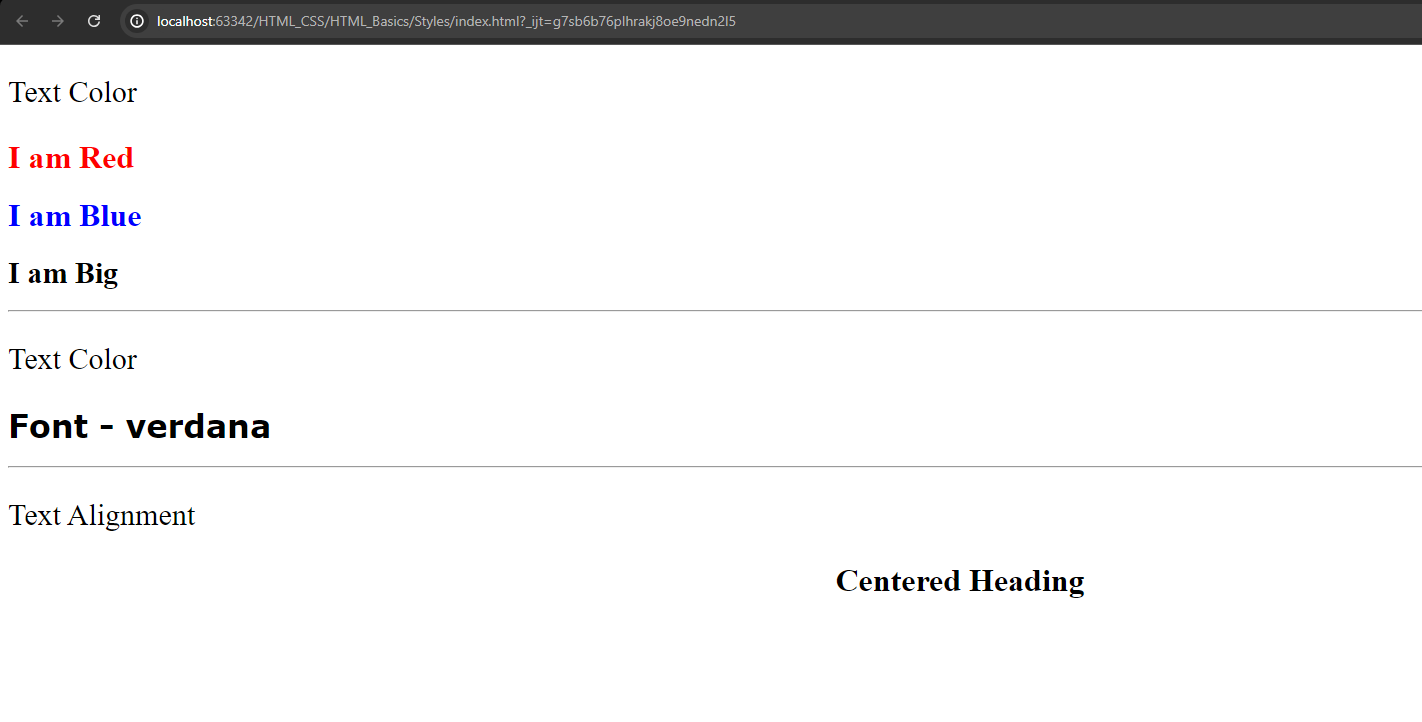 localhost:63342/HTML_CSS/HTML_Basics/Styles/index.html?_ijt=g7sb6b76plhrakj8oe9nedn2l5
Text Color
I am Red
I am Blue
I am Big
Text Color
Font - verdana
Text Alignment
Centered Heading